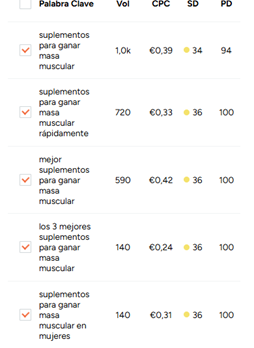 Palabra Clave Vol CPC SD PD
suplementos
para ganar
masa
muscular
1,0k €0,39 34 94
suplementos
para ganar
masa
muscular
rápidamente
720 €0,33 36 100
mejor
suplementos
para ganar
masa
muscular
590 €0,42 36 100
los 3 mejores
suplementos
para ganar
masa
muscular
140 €0,24 36 100
suplementos
para ganar
masa
muscular en
mujeres
140 €0,31 36 100